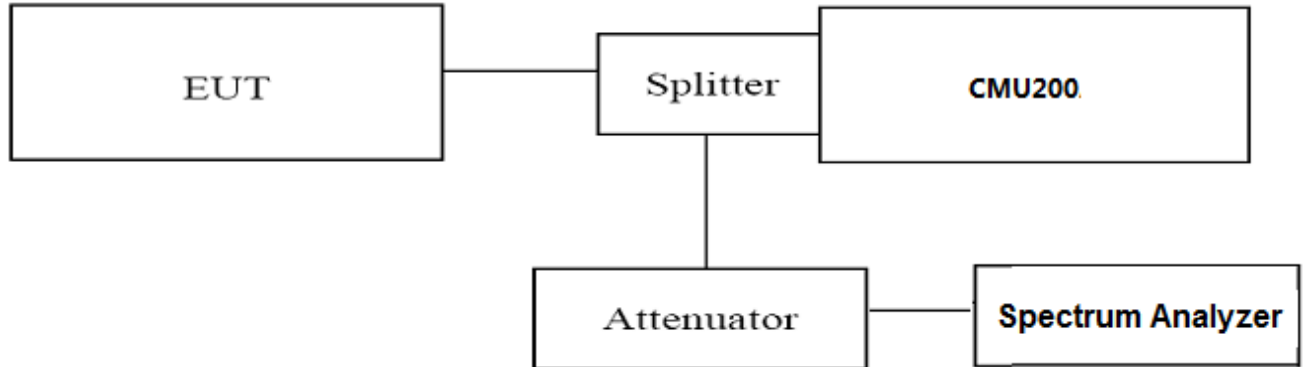 EUT
Splitter
CMU200
Attenuator
Spectrum Analyzer